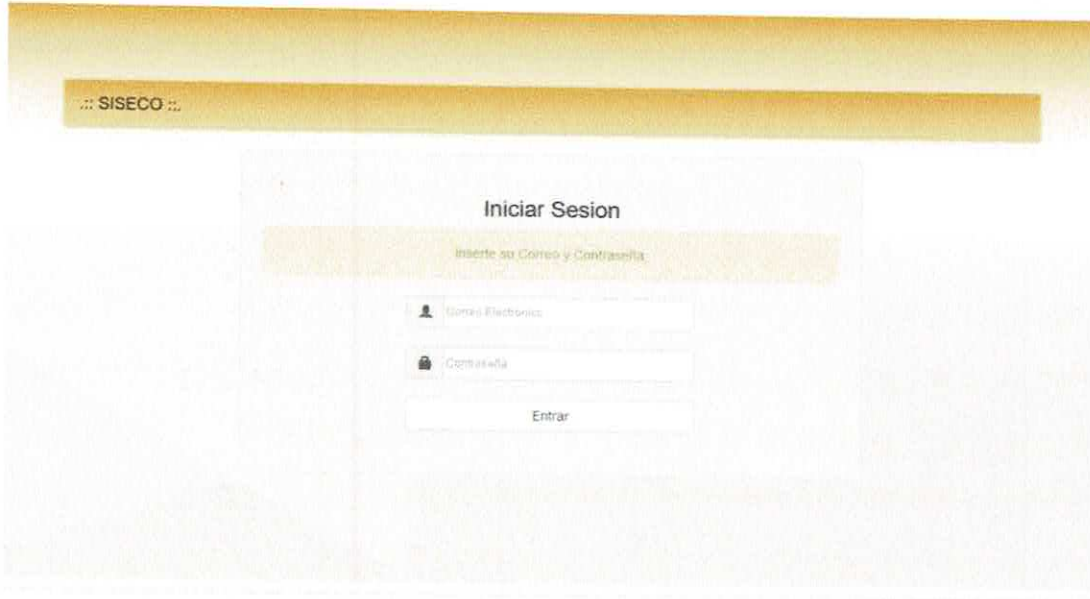 .:: SISECO ::.
Iniciar Sesion
Inserte su Correo y Contraseña
Correo Electronico
Contraseña
Entrar